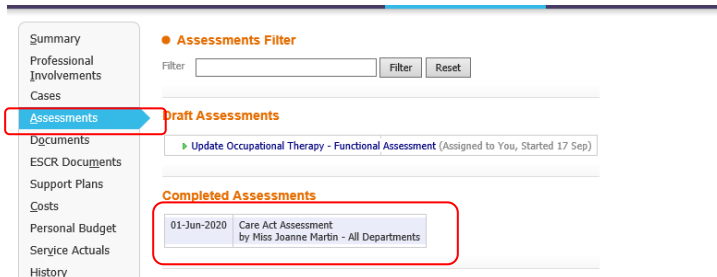 Summary
Professional
Involvements
Cases
Assessments
Documents
ESCR Documents
Support Plans
Costs
Personal Budget
Service Actuals
History
Assessments Filter
Filter Filter Reset
Draft Assessments
Update Occupational Therapy - Functional Assessment (Assigned to You, Started 17 Sep)
Completed Assessments
01-Jun-2020 Care Act Assessment
by Miss Joanne Martin - All Departments